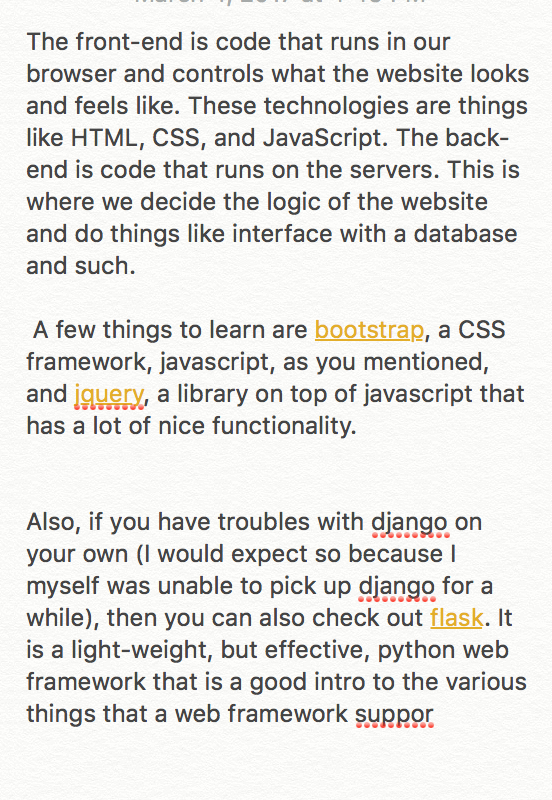 The front-end is code that runs in our
browser and controls what the website looks
and feels like. These technologies are things
like HTML, CSS, and JavaScript. The back-
end is code that runs on the servers. This is
where we decide the logic of the website
and do things like interface with a database
and such.
A few things to learn are bootstrap, a CSS
framework, javascript, as you mentioned,
and jquery, a library on top of javascript that
has a lot of nice functionality.
Also, if you have troubles with django on
your own (I would expect so because I
myself was unable to pick up django for a
while), then you can also check out flask. It
is a light-weight, but effective, python web
framework that is a good intro to the various
things that a web framework suppor